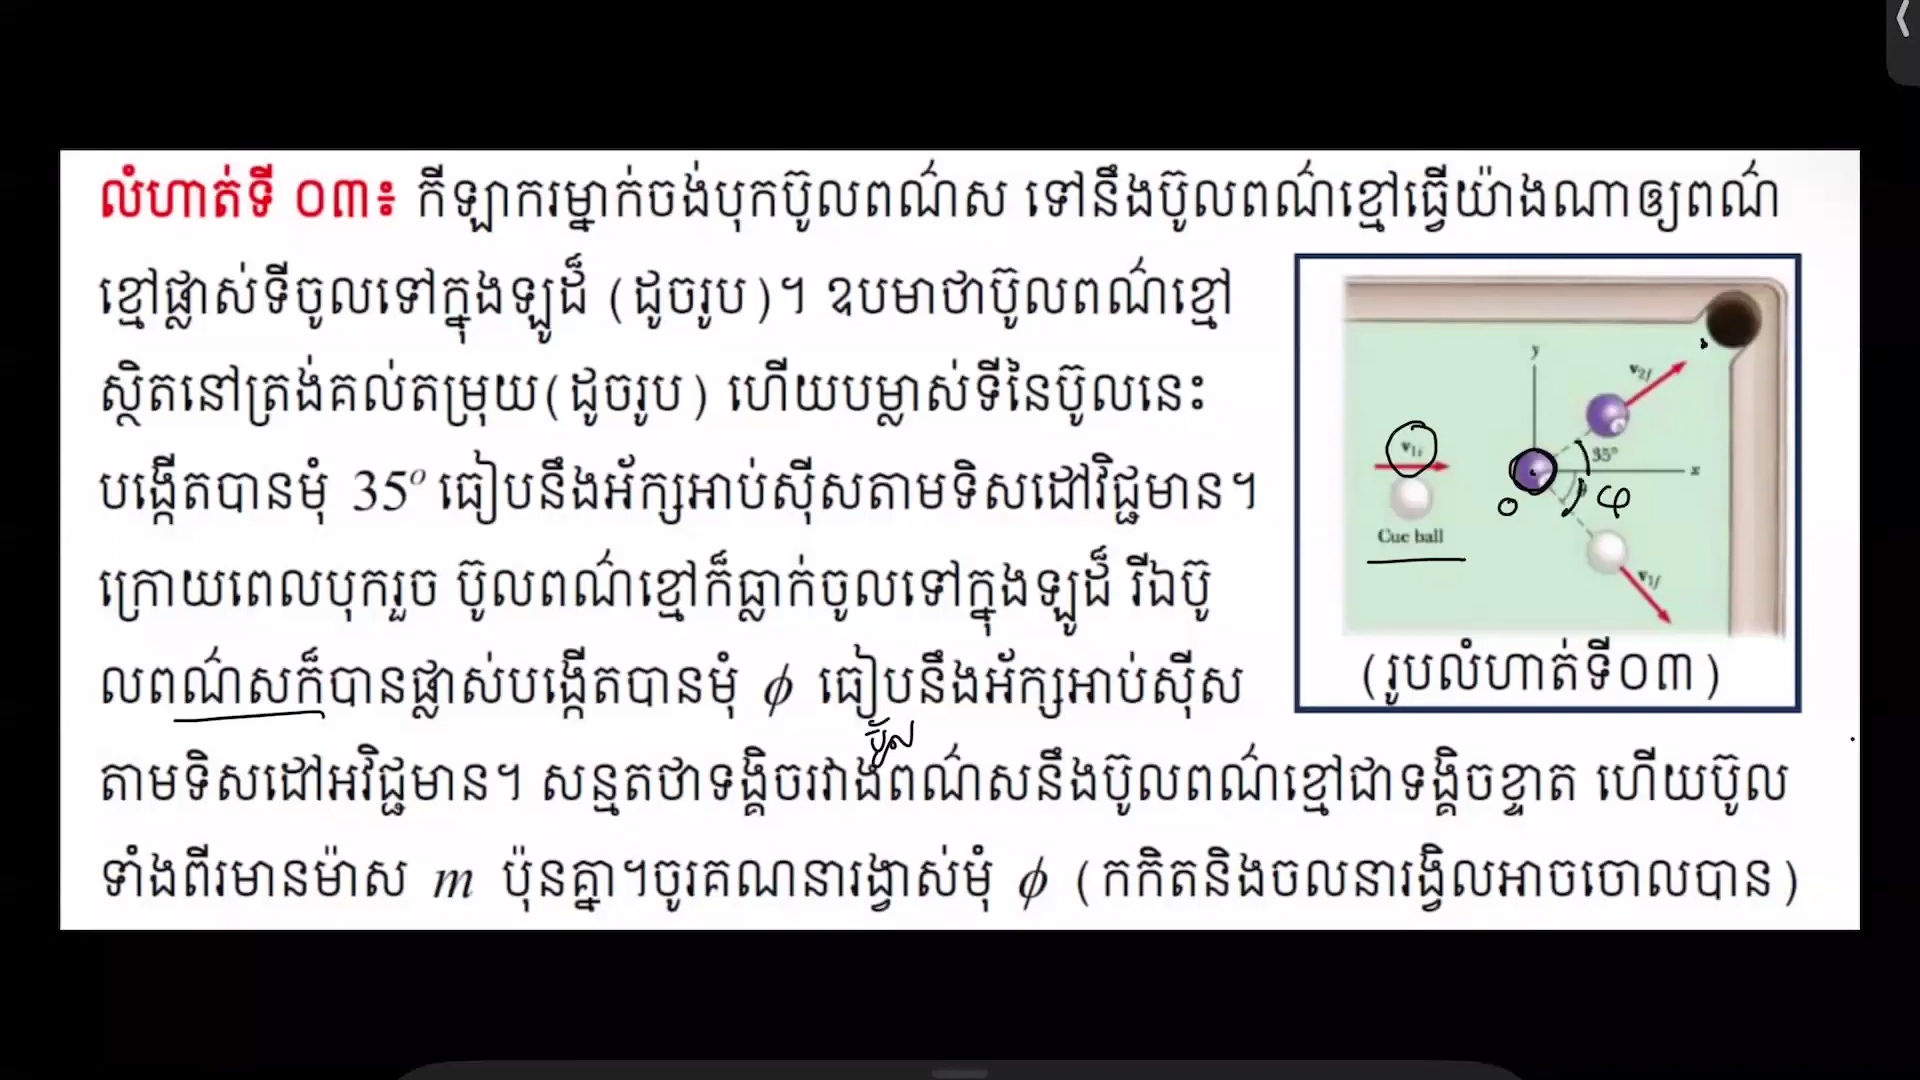 លំហាត់ទី ០៣៖ កីឡាករម្នាក់ចង់បុកប៊ូលពណ៌ស ទៅនឹងប៊ូលពណ៌ខ្មៅធ្វើយ៉ាងណាឲ្យពណ៌
ខ្មៅផ្លាស់ទីចូលទៅក្នុងឡូដ៍ (ដូចរូប)។ ឧបមាថាប៊ូលពណ៌ខ្មៅ
ស្ថិតនៅត្រង់គល់តម្រុយ(ដូចរូប) ហើយបម្លាស់ទីនៃប៊ូលនេះ
បង្កើតបានមុំ 35° ធៀបនឹងអ័ក្សអាប់ស៊ីសតាមទិសដៅវិជ្ជមាន។
ក្រោយពេលបុករួច ប៊ូលពណ៌ខ្មៅក៏ធ្លាក់ចូលទៅក្នុងឡូដ៍ រីឯប៊ូ
លពណ៌សក៏បានផ្លាស់បង្កើតបានមុំ ϕ ធៀបនឹងអ័ក្សអាប់ស៊ីស
ប៊ូល
តាមទិសដៅអវិជ្ជមាន។ សន្មតថាទង្គិចរវាងពណ៌សនឹងប៊ូលពណ៌ខ្មៅជាទង្គិចខ្ទាត ហើយប៊ូល
ទាំងពីរមានម៉ាស m ប៉ុនគ្នា។ចូរគណនារង្វាស់មុំ ϕ (កកិតនិងចលនារង្វិលអាចចោលបាន)
y
v2f
v1i
35°
x
O
φ
Cue ball
v1f
(រូបលំហាត់ទី០៣)